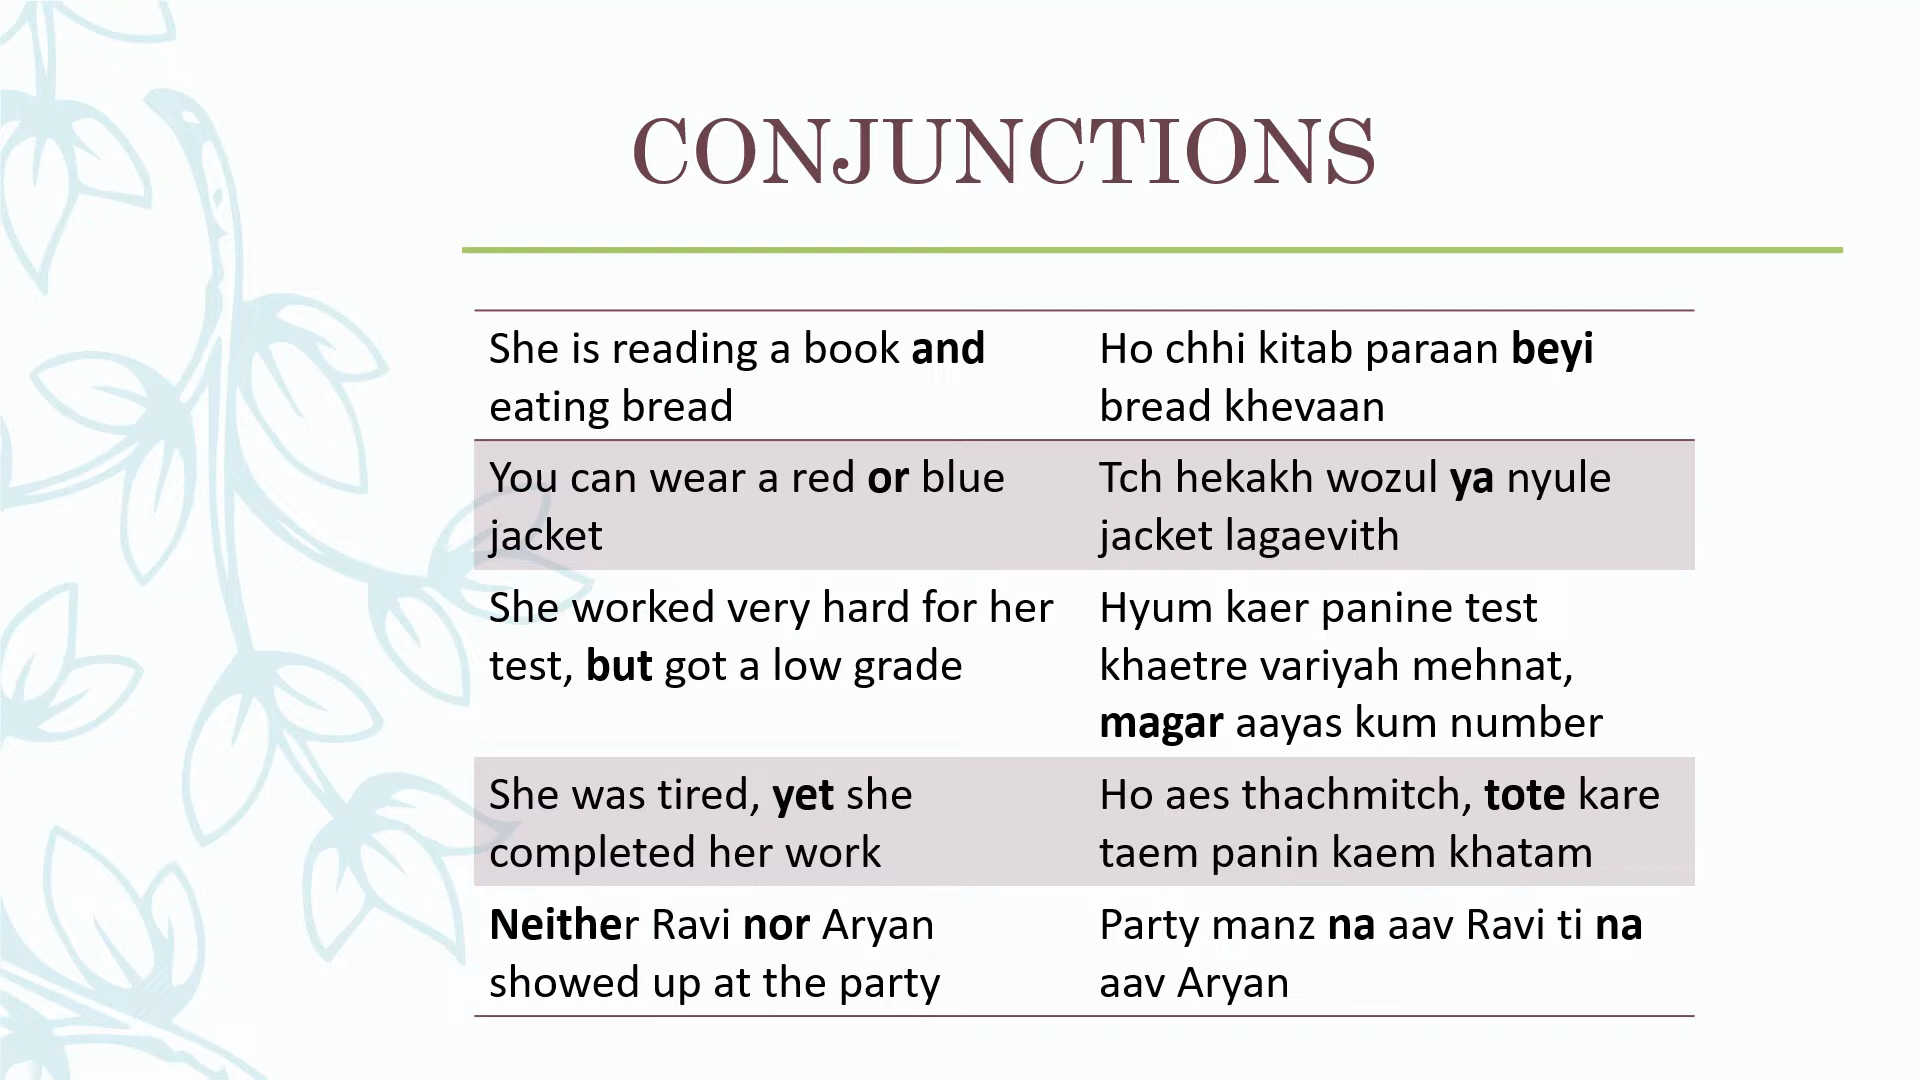 CONJUNCTIONS
She is reading a book and
eating bread
Ho chhi kitab paraan beyi
bread khevaan
You can wear a red or blue
jacket
Tch hekakh wozul ya nyule
jacket lagaevith
She worked very hard for her
test, but got a low grade
Hyum kaer panine test
khaetre variyah mehnat,
magar aayas kum number
She was tired, yet she
completed her work
Ho aes thachmitch, tote kare
taem panin kaem khatam
Neither Ravi nor Aryan
showed up at the party
Party manz na aav Ravi ti na
aav Aryan